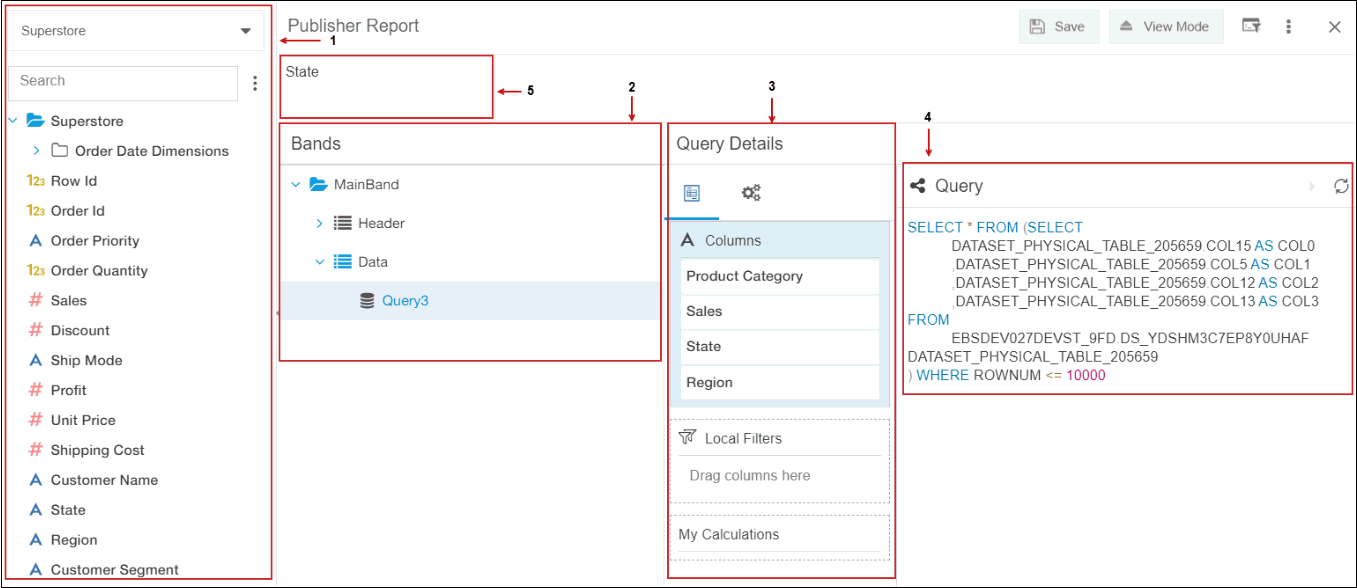 Superstore
Search
Superstore
Order Date Dimensions
123 Row Id
123 Order Id
A Order Priority
123 Order Quantity
# Sales
# Discount
A Ship Mode
# Profit
# Unit Price
# Shipping Cost
A Customer Name
A State
A Region
A Customer Segment
1
Publisher Report
Save
View Mode
State
5
2
Bands
MainBand
Header
Data
Query3
3
Query Details
A Columns
Product Category
Sales
State
Region
Local Filters
Drag columns here
My Calculations
4
Query
SELECT * FROM (SELECT
DATASET_PHYSICAL_TABLE_205659.COL15 AS COL0
,DATASET_PHYSICAL_TABLE_205659.COL5 AS COL1
,DATASET_PHYSICAL_TABLE_205659.COL12 AS COL2
,DATASET_PHYSICAL_TABLE_205659.COL13 AS COL3
FROM
EBSDEV027DEVST_9FD.DS_YDSHM3C7EP8Y0UHAF
DATASET_PHYSICAL_TABLE_205659
) WHERE ROWNUM <= 10000